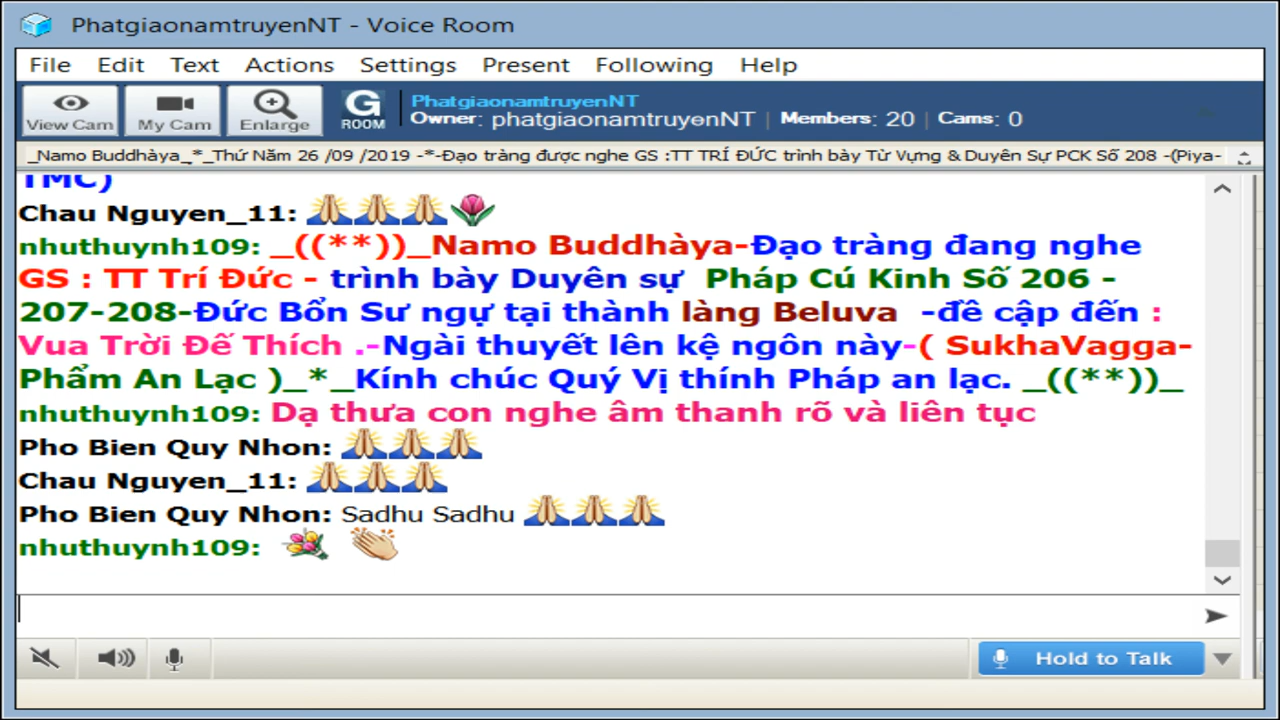 PhatgiaonamtruyenNT - Voice Room
File Edit Text Actions Settings Present Following Help
View Cam My Cam Enlarge G ROOM PhatgiaonamtruyenNT
Owner: phatgiaonamtruyenNT | Members: 20 | Cams: 0
_Namo Buddhàya_*_Thứ Năm 26 /09 /2019 -*-Đạo tràng được nghe GS :TT TRÍ ĐỨC trình bày Từ Vựng & Duyên Sự PCK Số 208 -(Piya-
TMC)
Chau Nguyen_11: 🙏🙏🙏🌷
nhuthuynh109: _((**))_Namo Buddhàya-Đạo tràng đang nghe
GS : TT Trí Đức - trình bày Duyên sự Pháp Cú Kinh Số 206 -
207-208-Đức Bổn Sư ngự tại thành làng Beluva -đề cập đến :
Vua Trời Đế Thích .-Ngài thuyết lên kệ ngôn này-( SukhaVagga-
Phẩm An Lạc )_*_Kính chúc Quý Vị thính Pháp an lạc. _((**))_
nhuthuynh109: Dạ thưa con nghe âm thanh rõ và liên tục
Pho Bien Quy Nhon: 🙏🙏🙏
Chau Nguyen_11: 🙏🙏🙏
Pho Bien Quy Nhon: Sadhu Sadhu 🙏🙏🙏
nhuthuynh109: 💐 👏
Hold to Talk